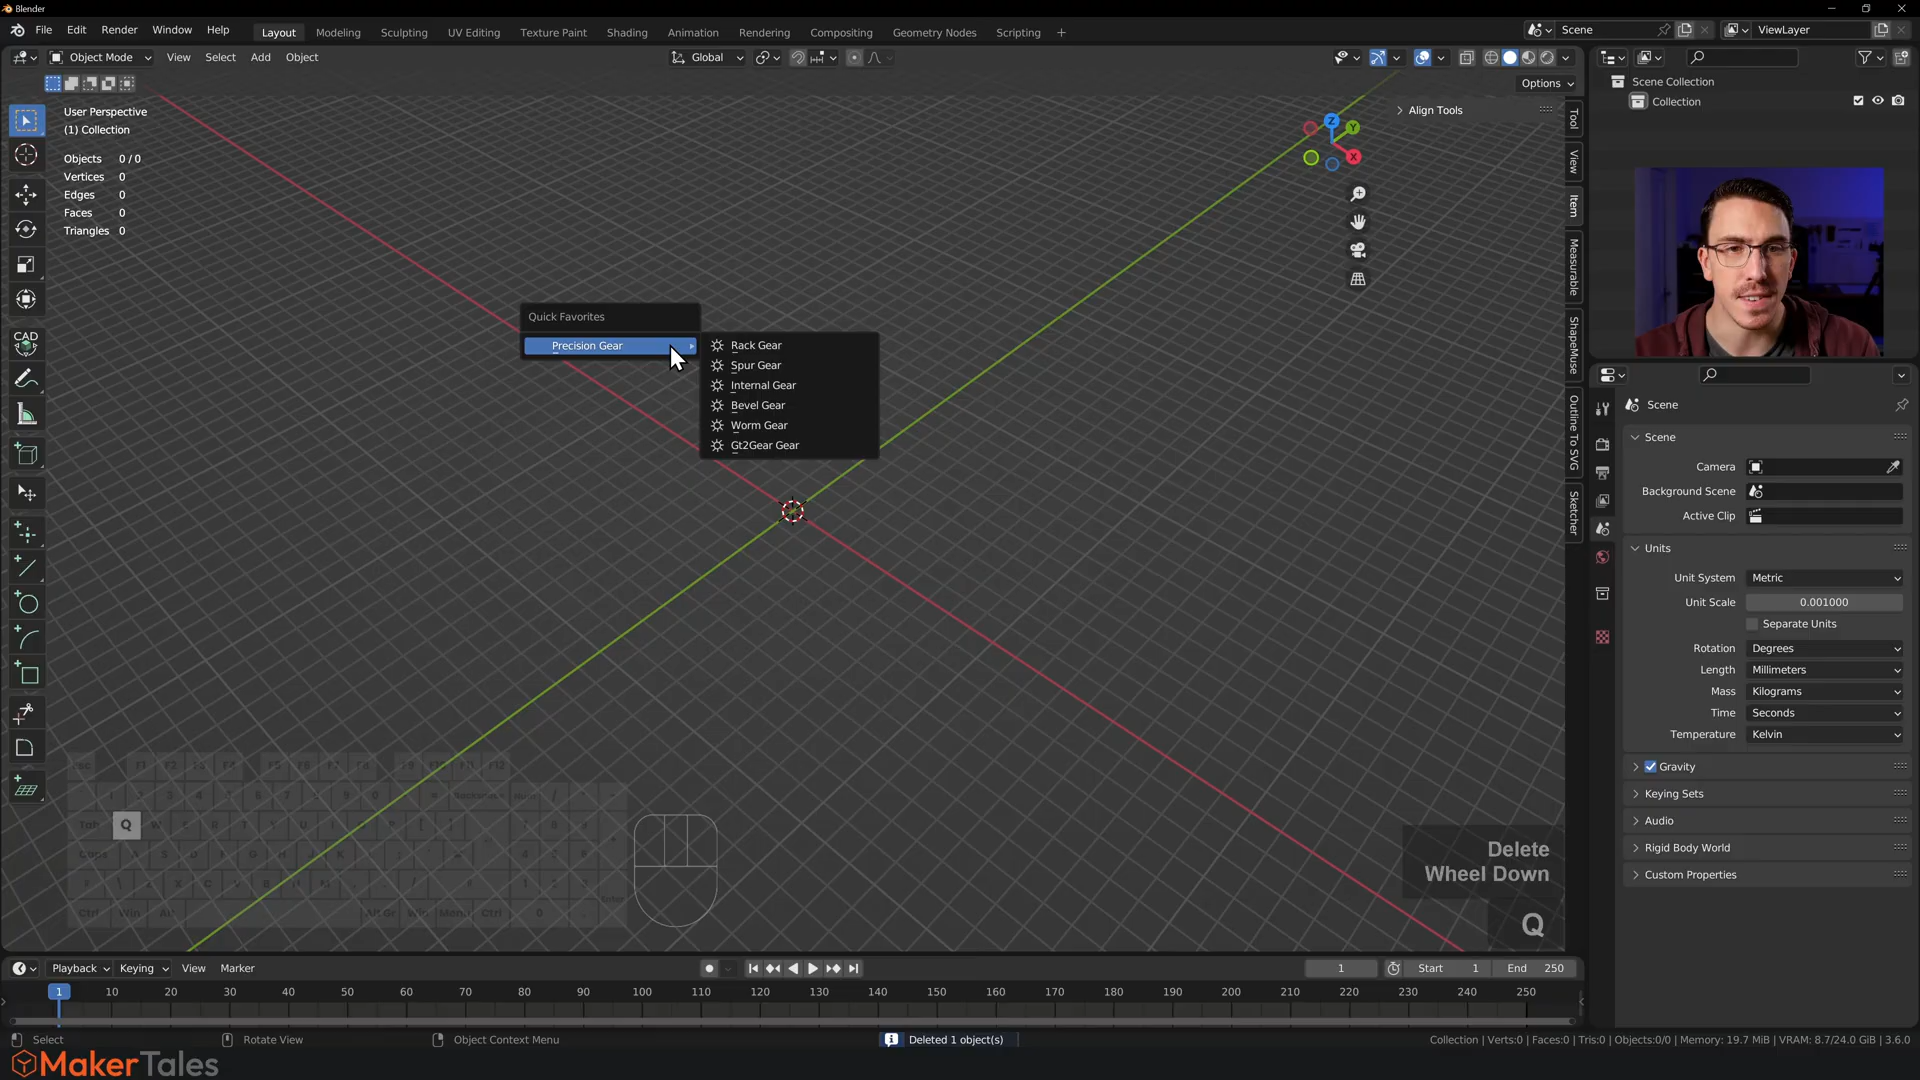 Blender
File Edit Render Window Help Layout Modeling Sculpting UV Editing Texture Paint Shading Animation Rendering Compositing Geometry Nodes Scripting + Scene ViewLayer
Object Mode View Select Add Object Global
Options
User Perspective
(1) Collection
Objects 0 / 0
Vertices 0
Edges 0
Faces 0
Triangles 0
CAD
Align Tools
Z Y X
Tool
View
Item
Measurable
ShapeMuse
Outline To SVG
Sketcher
Quick Favorites
Precision Gear
Rack Gear
Spur Gear
Internal Gear
Bevel Gear
Worm Gear
Gt2Gear Gear
Scene Collection
Collection
Scene
Scene
Camera
Background Scene
Active Clip
Units
Unit System Metric
Unit Scale 0.001000
Separate Units
Rotation Degrees
Length Millimeters
Mass Kilograms
Time Seconds
Temperature Kelvin
Gravity
Keying Sets
Audio
Rigid Body World
Custom Properties
Q
Delete
Wheel Down
Q
Playback Keying View Marker 1 Start 1 End 250
1 10 20 30 40 50 60 70 80 90 100 110 120 130 140 150 160 170 180 190 200 210 220 230 240 250
Select Rotate View Object Context Menu Deleted 1 object(s) Collection | Verts:0 | Faces:0 | Tris:0 | Objects:0/0 | Memory: 19.7 MiB | VRAM: 8.7/24.0 GiB | 3.6.0
MakerTales